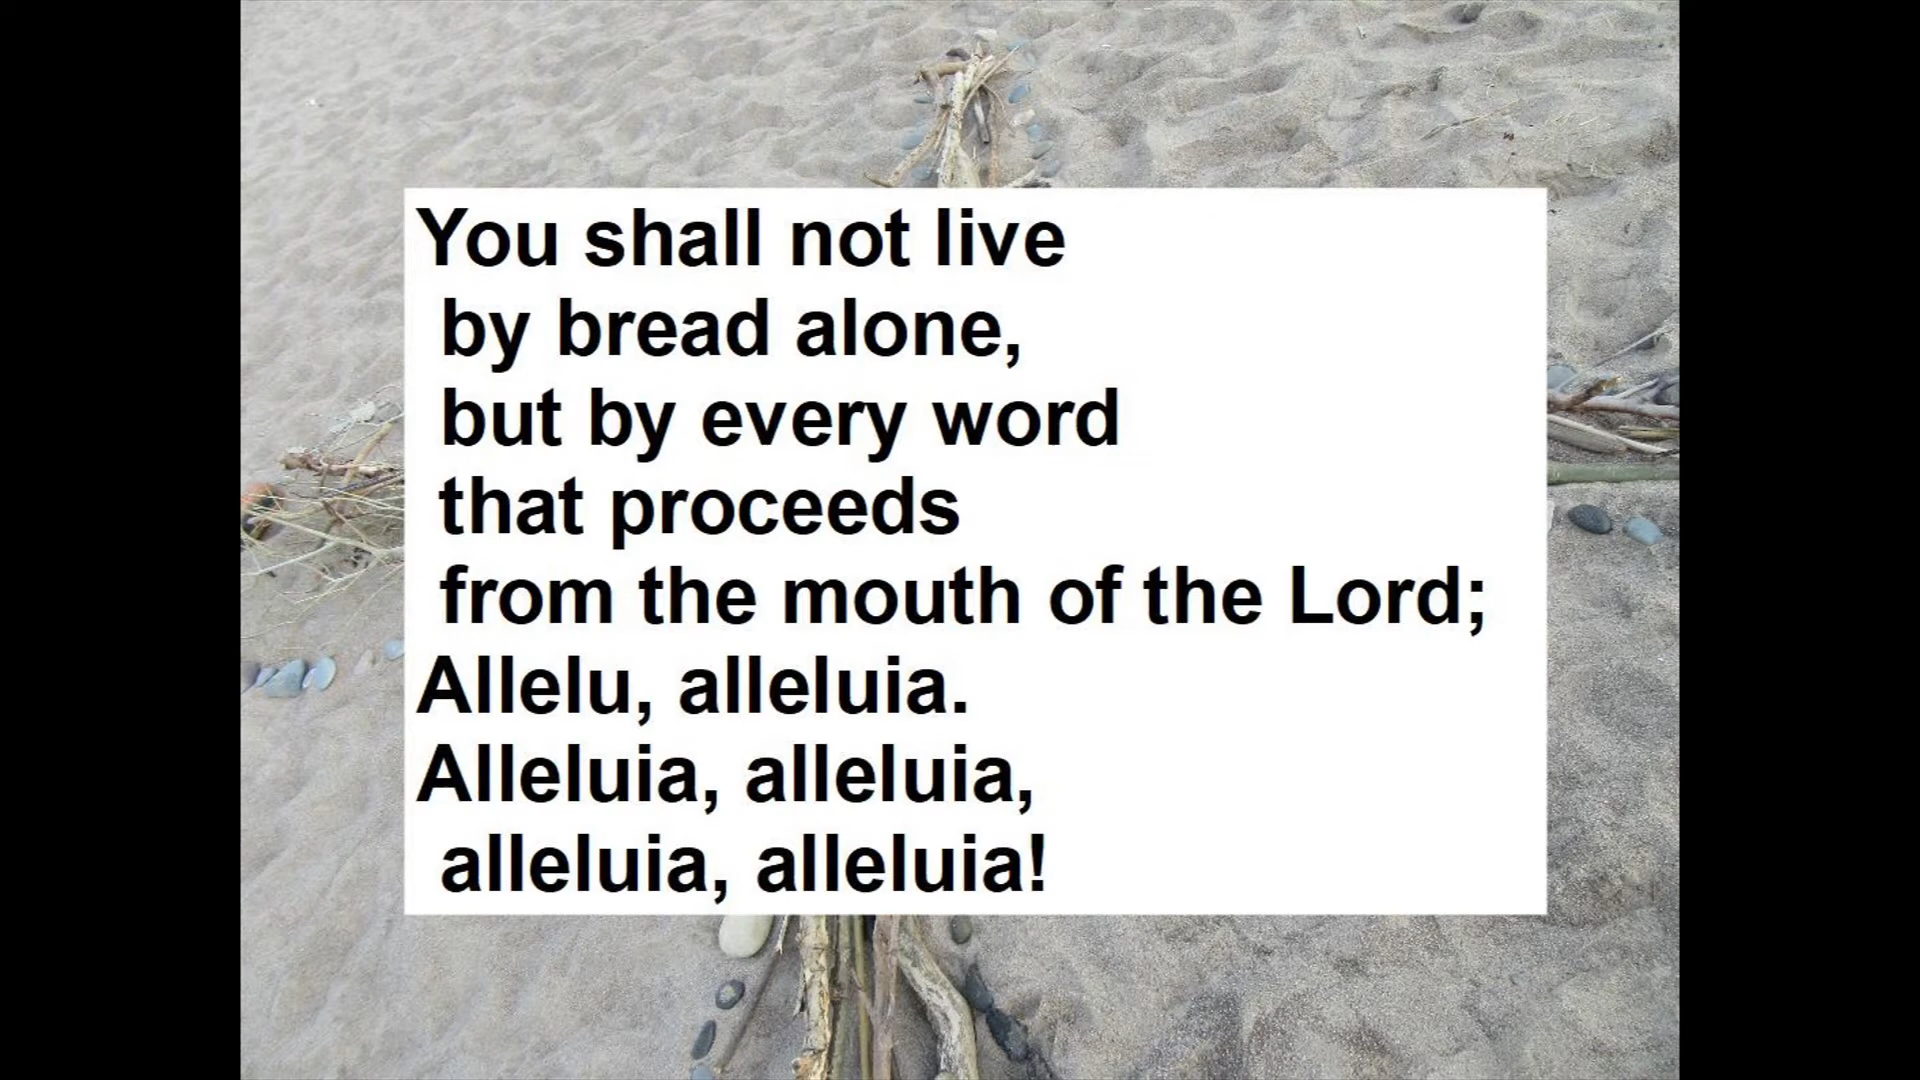 You shall not live
by bread alone,
but by every word
that proceeds
from the mouth of the Lord;
Allelu, alleluia.
Alleluia, alleluia,
alleluia, alleluia!